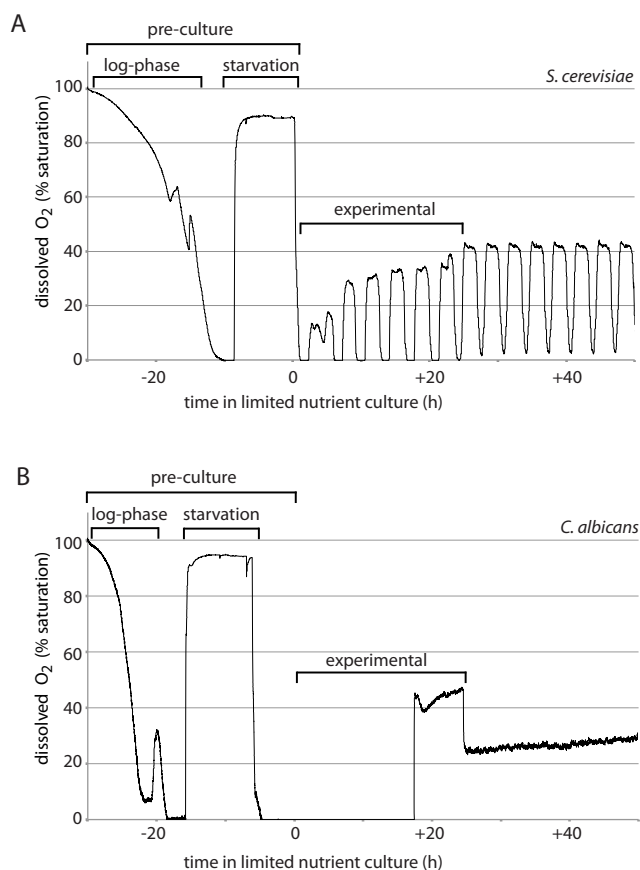 A
pre-culture
log-phase
starvation
S. cerevisiae
100
80
60
40
20
0
dissolved O2 (% saturation)
experimental
-20
0
+20
+40
time in limited nutrient culture (h)
B
pre-culture
log-phase
starvation
C. albicans
100
80
60
40
20
0
dissolved O2 (% saturation)
experimental
-20
0
+20
+40
time in limited nutrient culture (h)